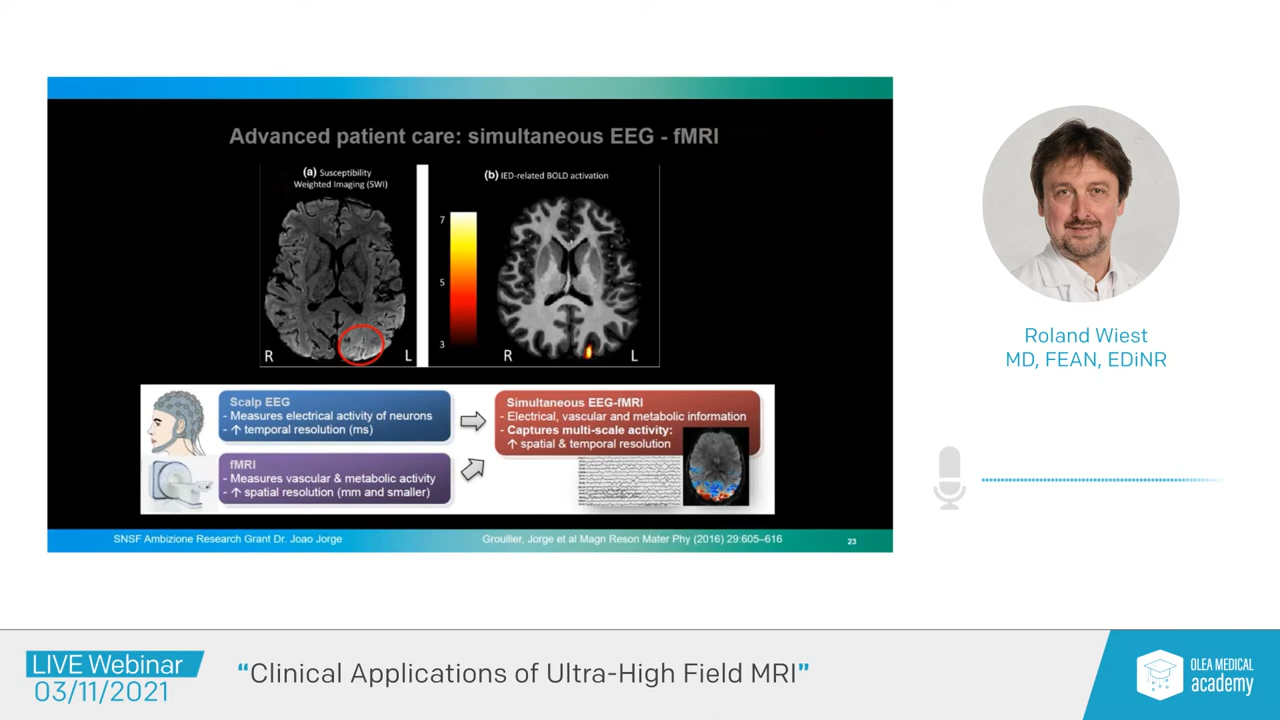 Advanced patient care: simultaneous EEG - fMRI
(a) Susceptibility
Weighted Imaging (SWI)
(b) IED-related BOLD activation
7
5
3
R
L
R
L
Scalp EEG
- Measures electrical activity of neurons
- ↑ temporal resolution (ms)
fMRI
- Measures vascular & metabolic activity
- ↑ spatial resolution (mm and smaller)
Simultaneous EEG-fMRI
- Electrical, vascular and metabolic information
- Captures multi-scale activity:
↑ spatial & temporal resolution
SNSF Ambizione Research Grant Dr. Joao Jorge
Groullier, Jorge et al Magn Reson Mater Phy (2016) 29:605–616
23
Roland Wiest
MD, FEAN, EDiNR
LIVE Webinar
03/11/2021
“Clinical Applications of Ultra-High Field MRI”
OLEA MEDICAL
academy